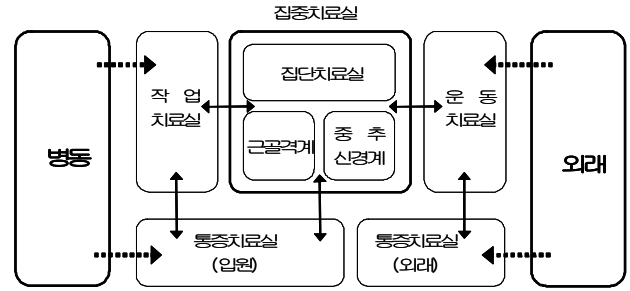 집중치료실
집단치료실
작 업
치료실
운 동
치료실
근골격계
중 추
신경계
병동
외래
통증치료실
(입원)
통증치료실
(외래)